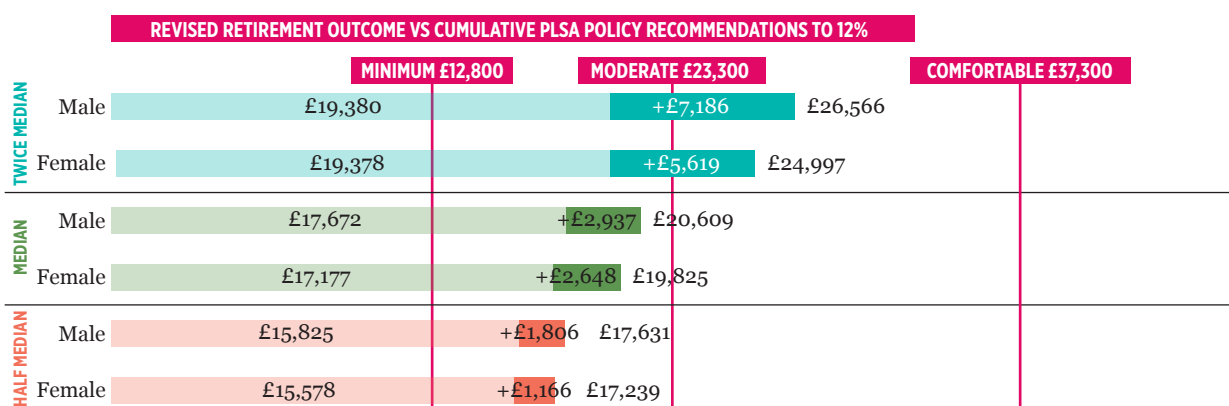 REVISED RETIREMENT OUTCOME VS CUMULATIVE PLSA POLICY RECOMMENDATIONS TO 12%
MINIMUM £12,800 MODERATE £23,300 COMFORTABLE £37,300
TWICE MEDIAN
Male £19,380 +£7,186 £26,566
Female £19,378 +£5,619 £24,997
MEDIAN
Male £17,672 +£2,937 £20,609
Female £17,177 +£2,648 £19,825
HALF MEDIAN
Male £15,825 +£1,806 £17,631
Female £15,578 +£1,166 £17,239